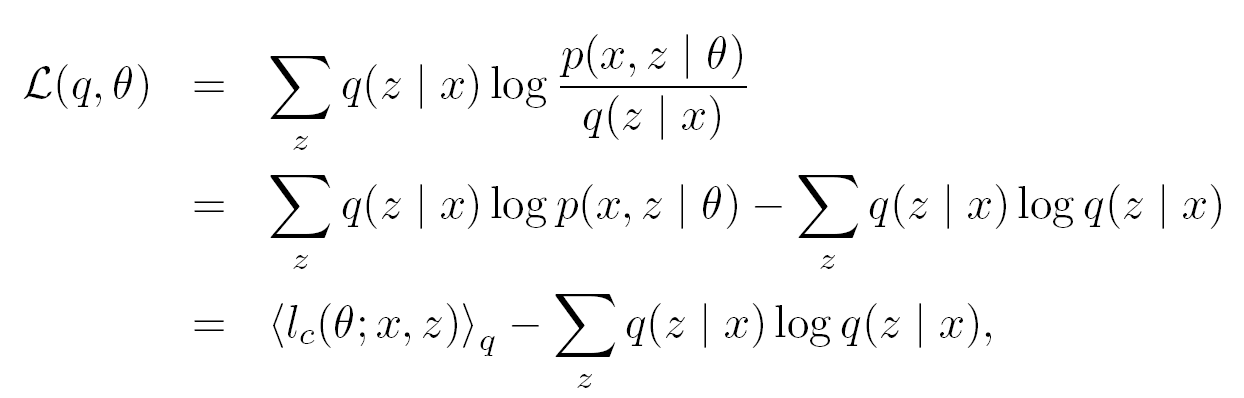 ℒ(q, θ) = ∑_z q(z | x) log p(x, z | θ) / q(z | x)
= ∑_z q(z | x) log p(x, z | θ) − ∑_z q(z | x) log q(z | x)
= ⟨l_c(θ; x, z)⟩_q − ∑_z q(z | x) log q(z | x),